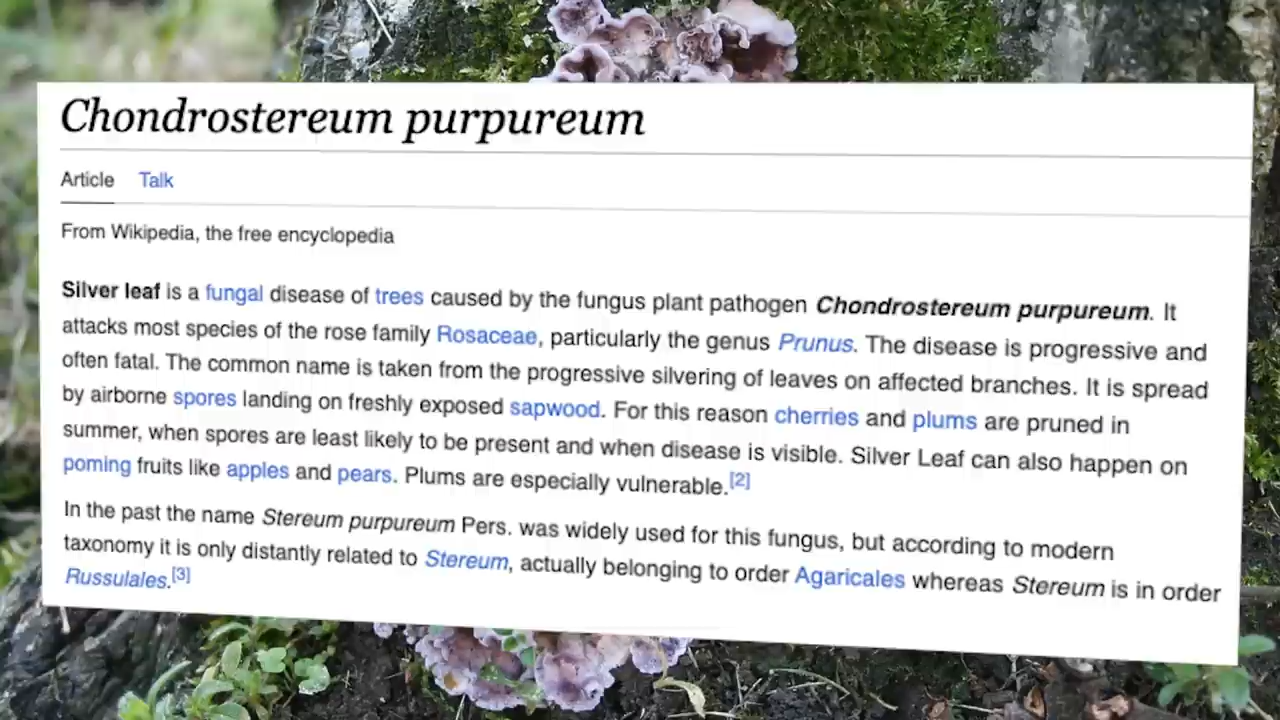 Chondrostereum purpureum
Article Talk
From Wikipedia, the free encyclopedia
Silver leaf is a fungal disease of trees caused by the fungus plant pathogen Chondrostereum purpureum. It
attacks most species of the rose family Rosaceae, particularly the genus Prunus. The disease is progressive and
often fatal. The common name is taken from the progressive silvering of leaves on affected branches. It is spread
by airborne spores landing on freshly exposed sapwood. For this reason cherries and plums are pruned in
summer, when spores are least likely to be present and when disease is visible. Silver Leaf can also happen on
poming fruits like apples and pears. Plums are especially vulnerable.[2]
In the past the name Stereum purpureum Pers. was widely used for this fungus, but according to modern
taxonomy it is only distantly related to Stereum, actually belonging to order Agaricales whereas Stereum is in order
Russulales.[3]